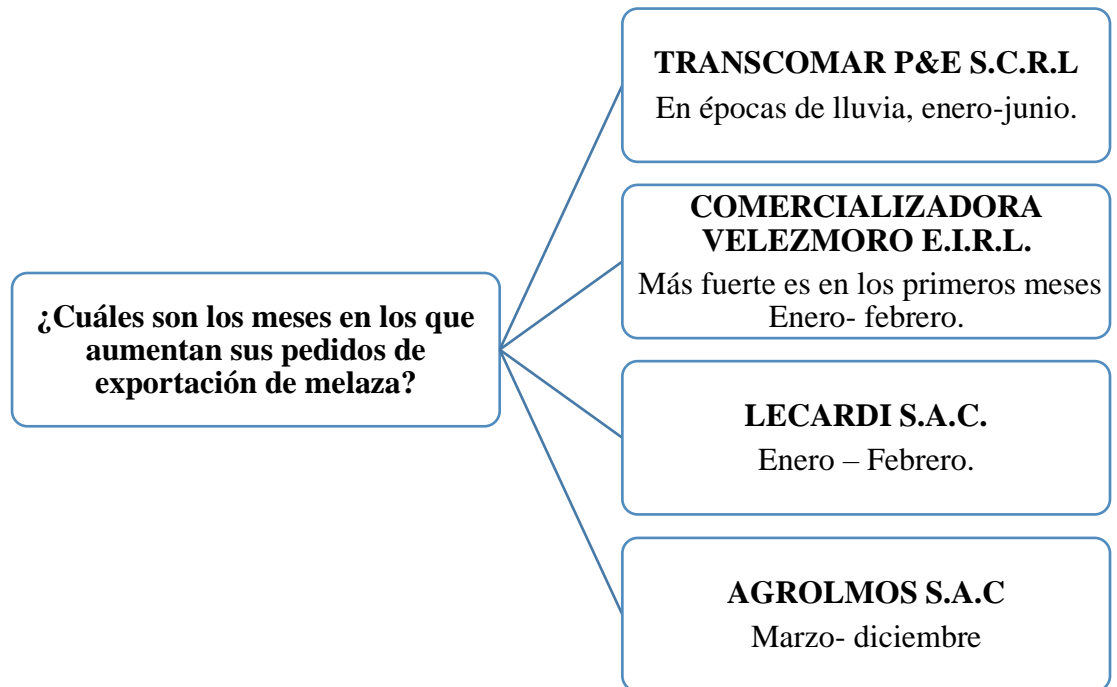 ¿Cuáles son los meses en los que
aumentan sus pedidos de
exportación de melaza?
TRANSCOMAR P&E S.C.R.L
En épocas de lluvia, enero-junio.
COMERCIALIZADORA
VELEZMORO E.I.R.L.
Más fuerte es en los primeros meses
Enero- febrero.
LECARDI S.A.C.
Enero – Febrero.
AGROLMOS S.A.C
Marzo- diciembre